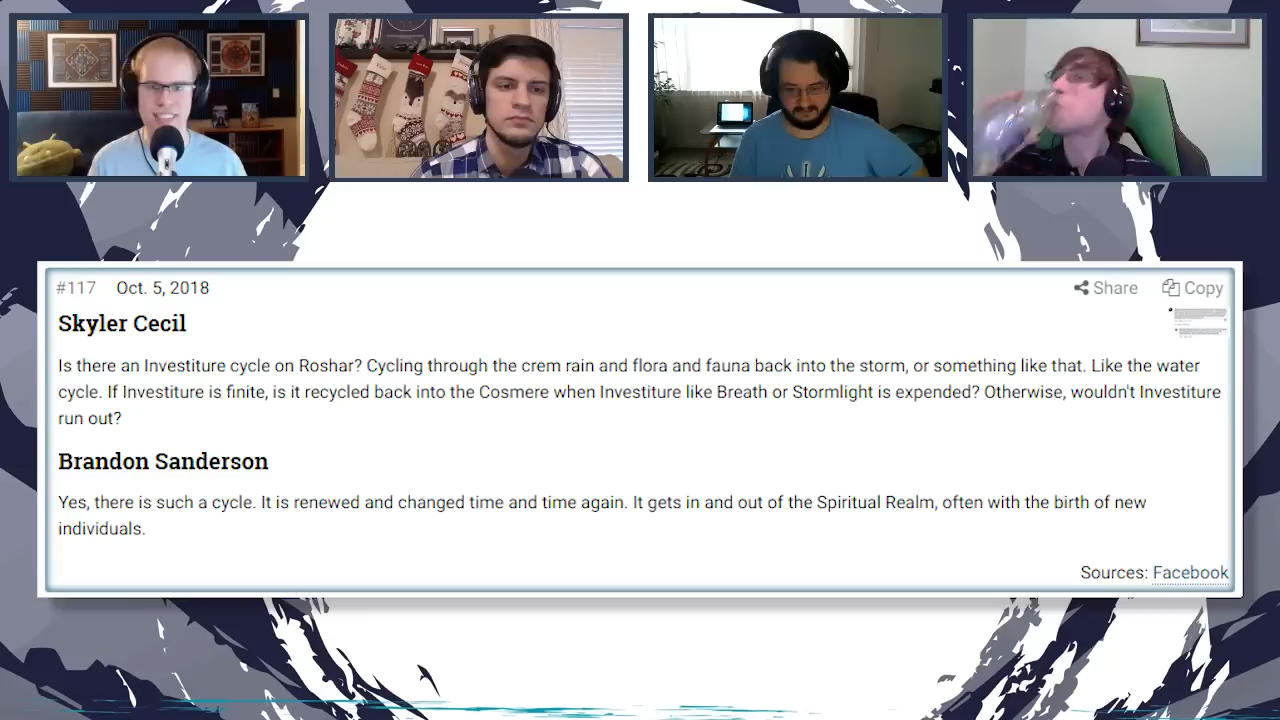 #117 Oct. 5, 2018 Share Copy
Skyler Cecil
Is there an Investiture cycle on Roshar? Cycling through the crem rain and flora and fauna back into the storm, or something like that. Like the water
cycle. If Investiture is finite, is it recycled back into the Cosmere when Investiture like Breath or Stormlight is expended? Otherwise, wouldn't Investiture
run out?
Brandon Sanderson
Yes, there is such a cycle. It is renewed and changed time and time again. It gets in and out of the Spiritual Realm, often with the birth of new
individuals.
Sources: Facebook